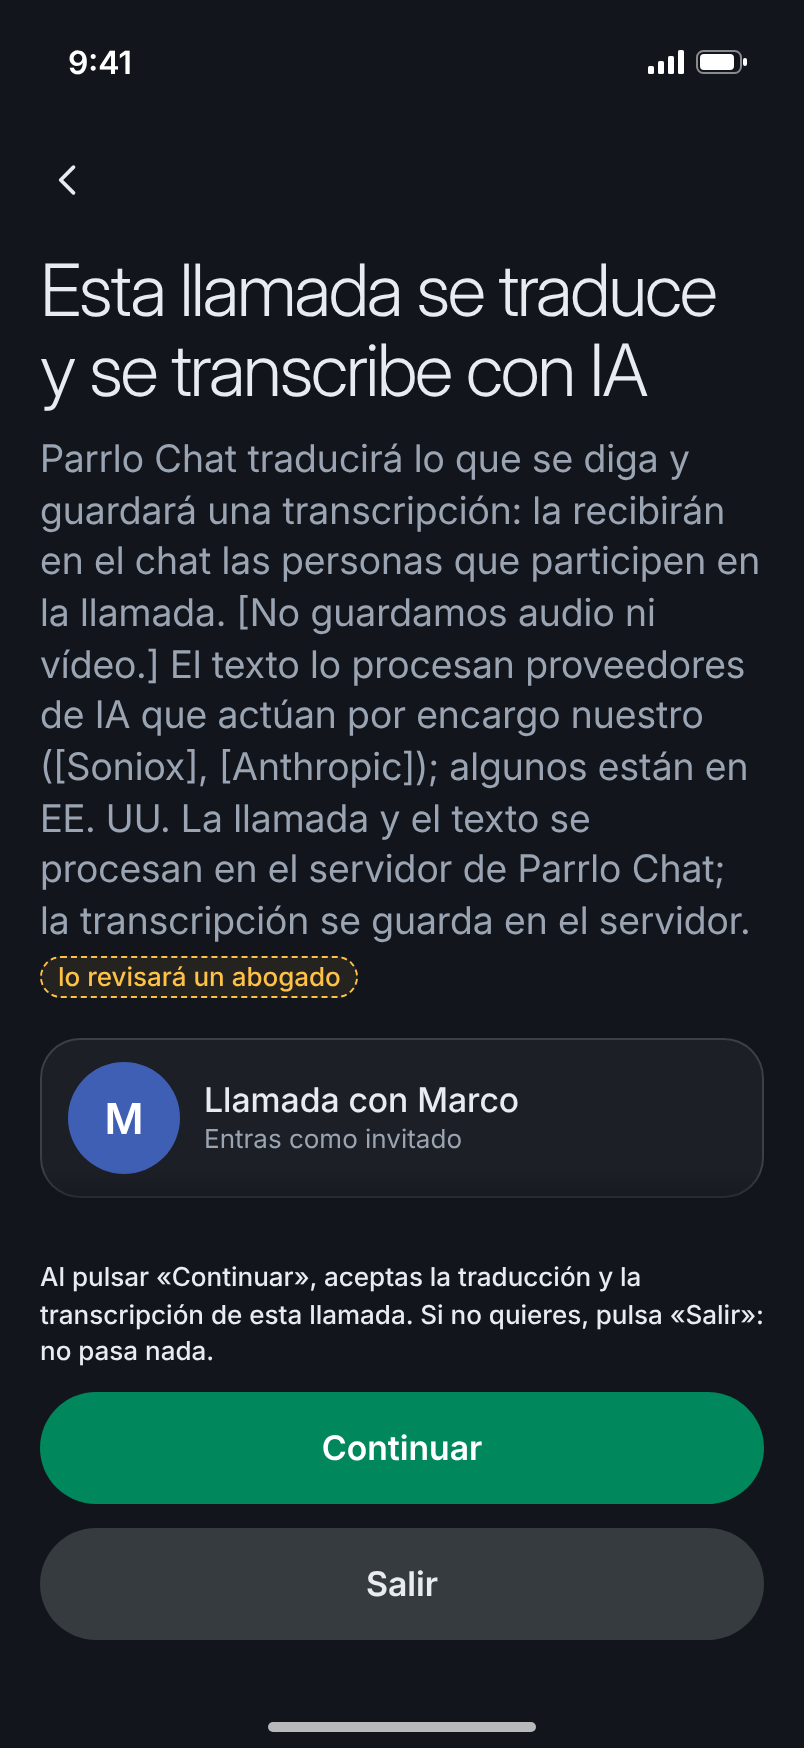 9:41
Esta llamada se traduce
y se transcribe con IA
Parrlo Chat traducirá lo que se diga y
guardará una transcripción: la recibirán
en el chat las personas que participen en
la llamada. [No guardamos audio ni
vídeo.] El texto lo procesan proveedores
de IA que actúan por encargo nuestro
([Soniox], [Anthropic]); algunos están en
EE. UU. La llamada y el texto se
procesan en el servidor de Parrlo Chat;
la transcripción se guarda en el servidor.
lo revisará un abogado
M
Llamada con Marco
Entras como invitado
Al pulsar «Continuar», aceptas la traducción y la
transcripción de esta llamada. Si no quieres, pulsa «Salir»:
no pasa nada.
Continuar
Salir